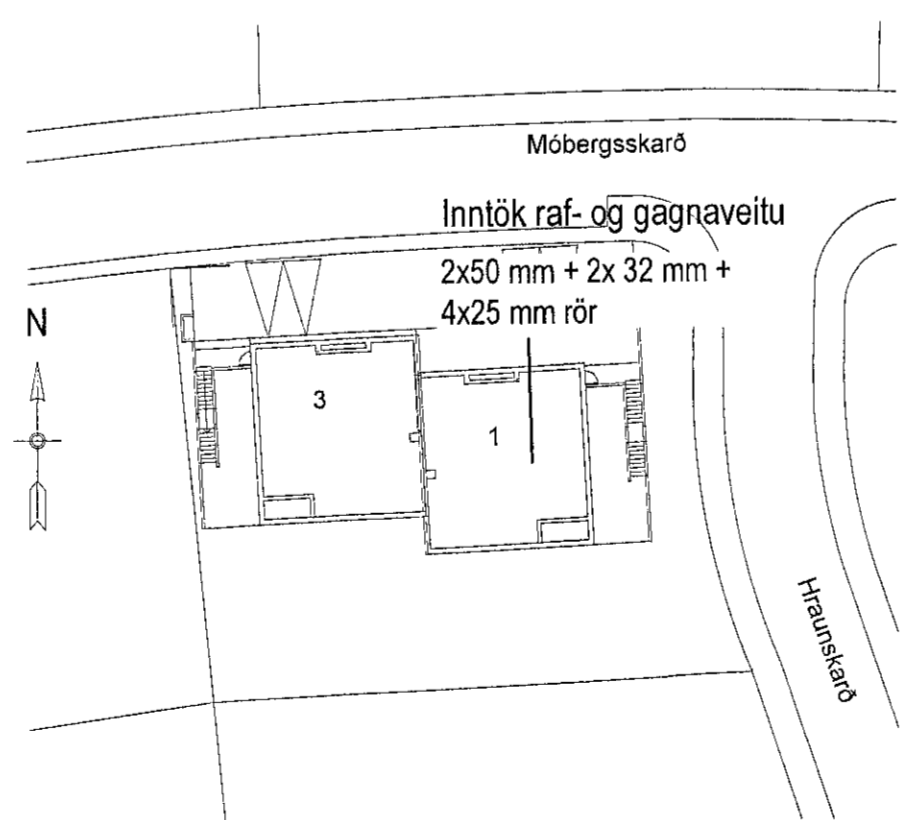 Móbergsskarð
Inntök raf- og gagnaveitu
2x50 mm + 2x 32 mm +
4x25 mm rör
N
3
1
Hraunskarð